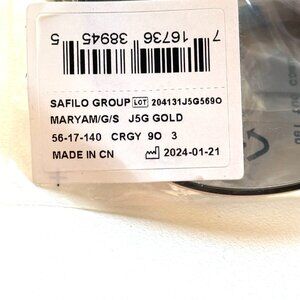 7 16736 38945 5
SAFILO GROUP LOT 204131J5G569O
MARYAM/G/S J5G GOLD
56-17-140 CRGY 9O 3
MADE IN CN 2024-01-21